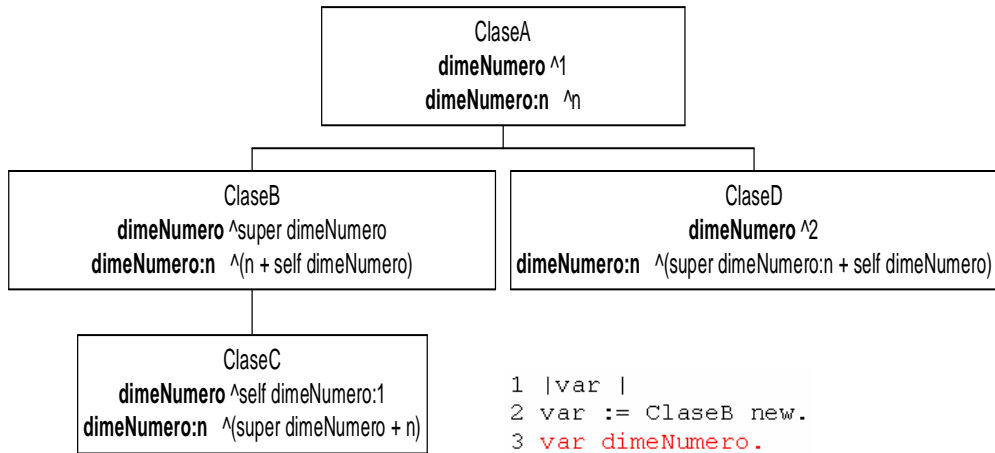 ClaseA
dimeNumero ^1
dimeNumero:n ^n
ClaseB
dimeNumero ^super dimeNumero
dimeNumero:n ^(n + self dimeNumero)
ClaseD
dimeNumero ^2
dimeNumero:n ^(super dimeNumero:n + self dimeNumero)
ClaseC
dimeNumero ^self dimeNumero:1
dimeNumero:n ^(super dimeNumero + n)
1 |var |
2 var := ClaseB new.
3 var dimeNumero.